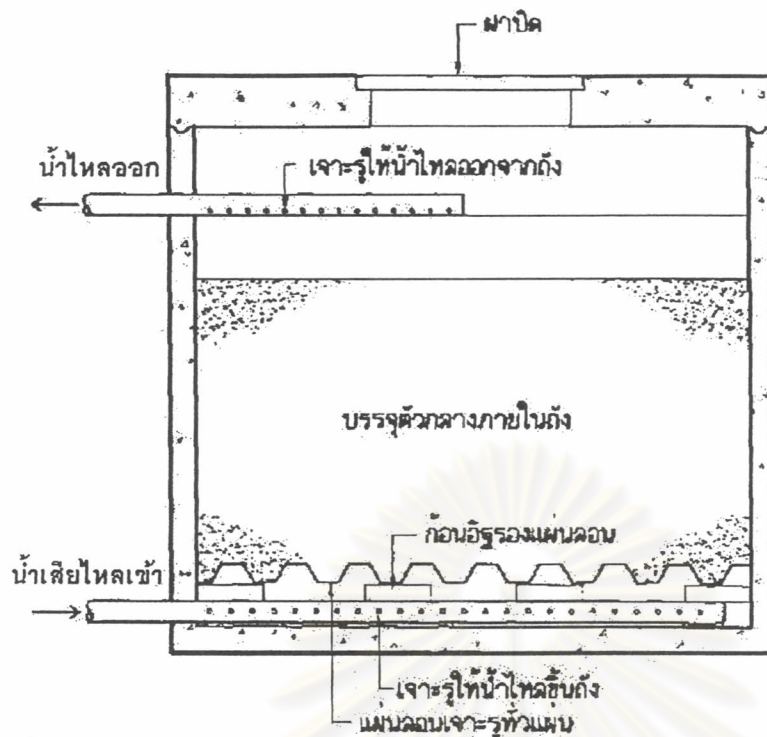 ฝาปิด
น้ำไหลออก
เจาะรูให้น้ำไหลออกจากถัง
บรรจุตัวกลางภายในถัง
ก้อนอิฐรองแผ่นลอน
น้ำเสียไหลเข้า
เจาะรูให้น้ำไหลขึ้นถัง
แผ่นลอนเจาะรูทั่วแผ่น